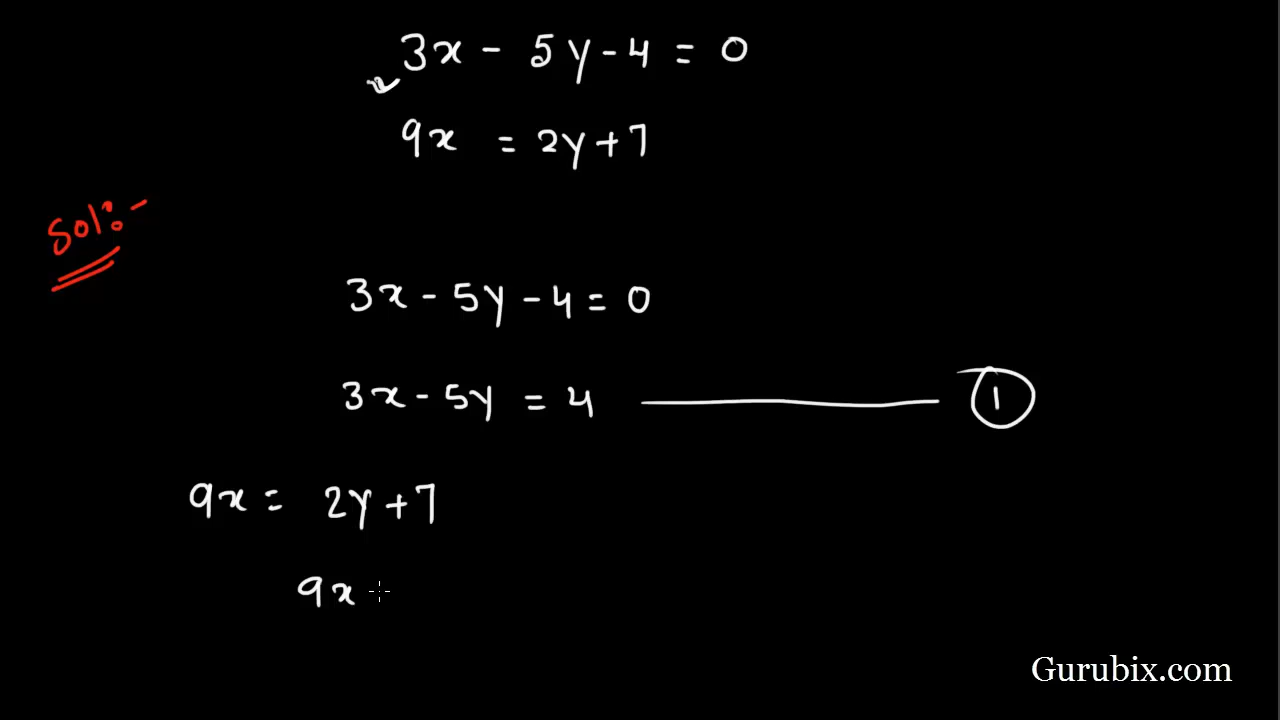 3x - 5y - 4 = 0
9x = 2y + 7
Sol:-
3x - 5y - 4 = 0
3x - 5y = 4 ——— 1
9x = 2y + 7
9x
Gurubix.com